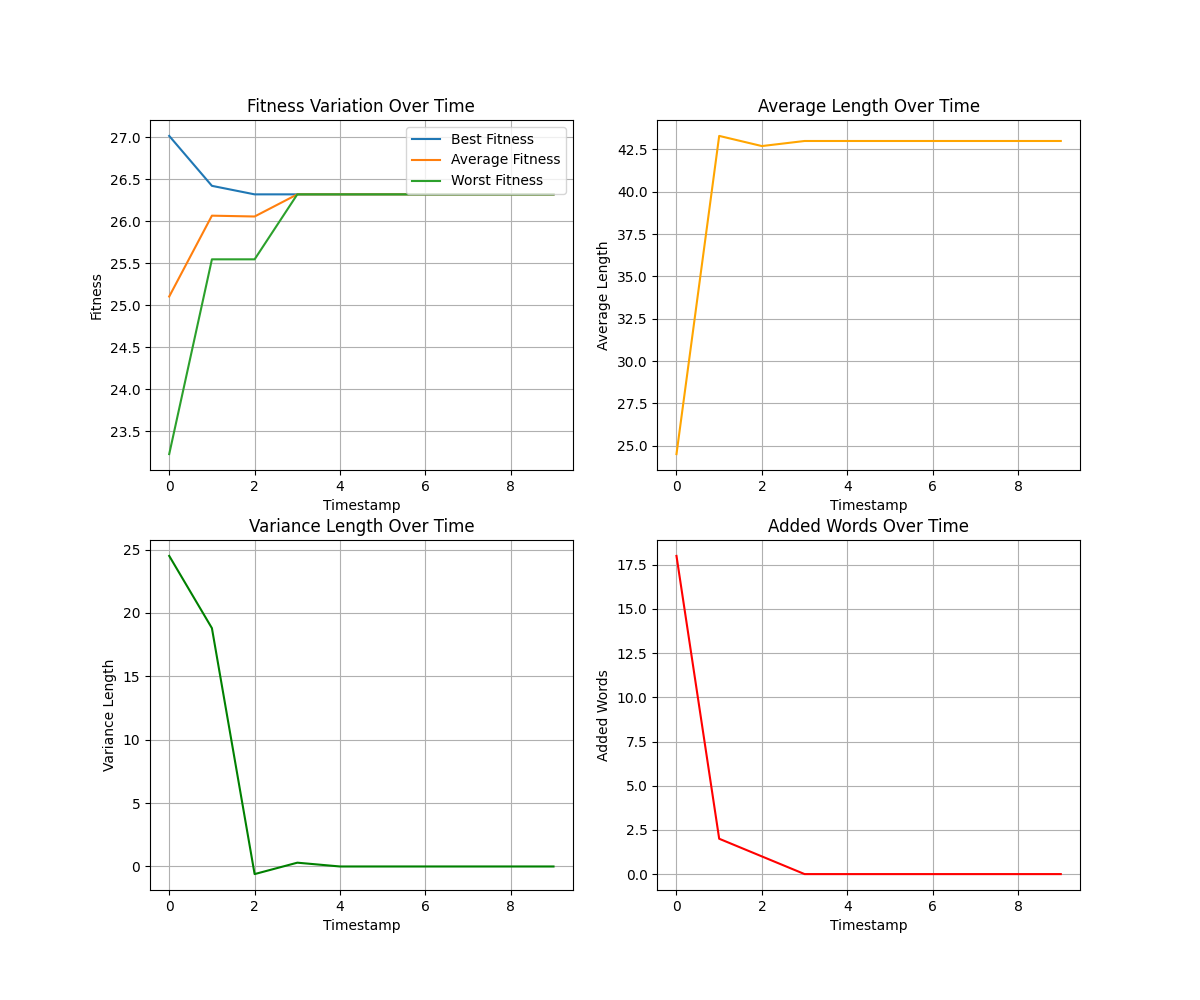 Fitness Variation Over Time
27.0
26.5
26.0
25.5
25.0
24.5
24.0
23.5
Fitness
0 2 4 6 8
Timestamp
Best Fitness
Average Fitness
Worst Fitness
Average Length Over Time
42.5
40.0
37.5
35.0
32.5
30.0
27.5
25.0
Average Length
0 2 4 6 8
Timestamp
Variance Length Over Time
25
20
15
10
5
0
Variance Length
0 2 4 6 8
Timestamp
Added Words Over Time
17.5
15.0
12.5
10.0
7.5
5.0
2.5
0.0
Added Words
0 2 4 6 8
Timestamp